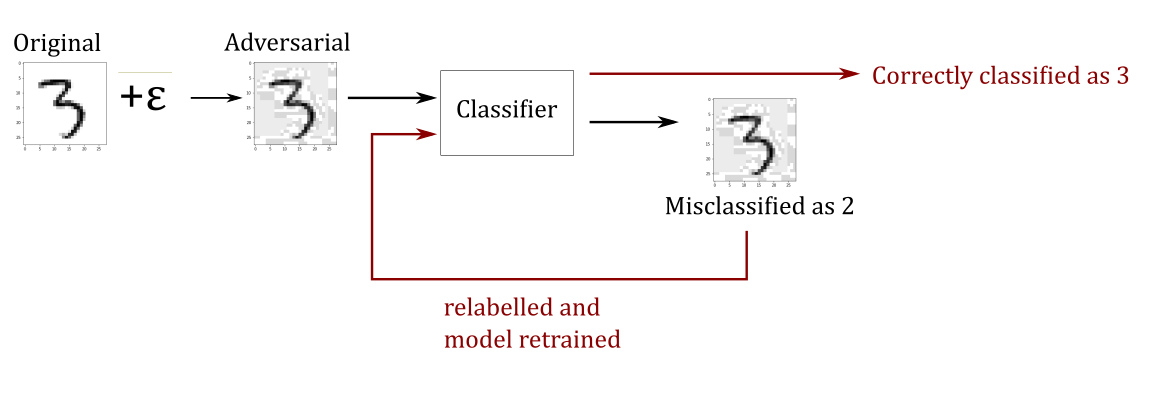 Original
+ε
Adversarial
Classifier
Correctly classified as 3
Misclassified as 2
relabelled and
model retrained